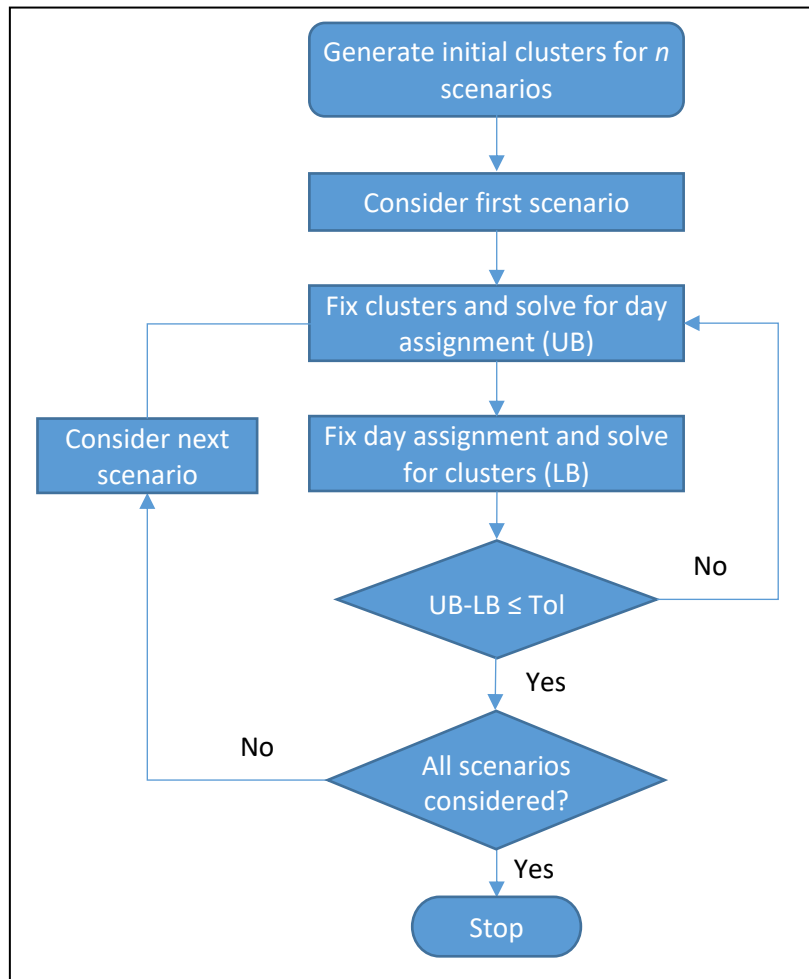 Generate initial clusters for n
scenarios
Consider first scenario
Fix clusters and solve for day
assignment (UB)
Consider next
scenario
Fix day assignment and solve
for clusters (LB)
UB-LB ≤ Tol
No
Yes
No
All scenarios
considered?
Yes
Stop